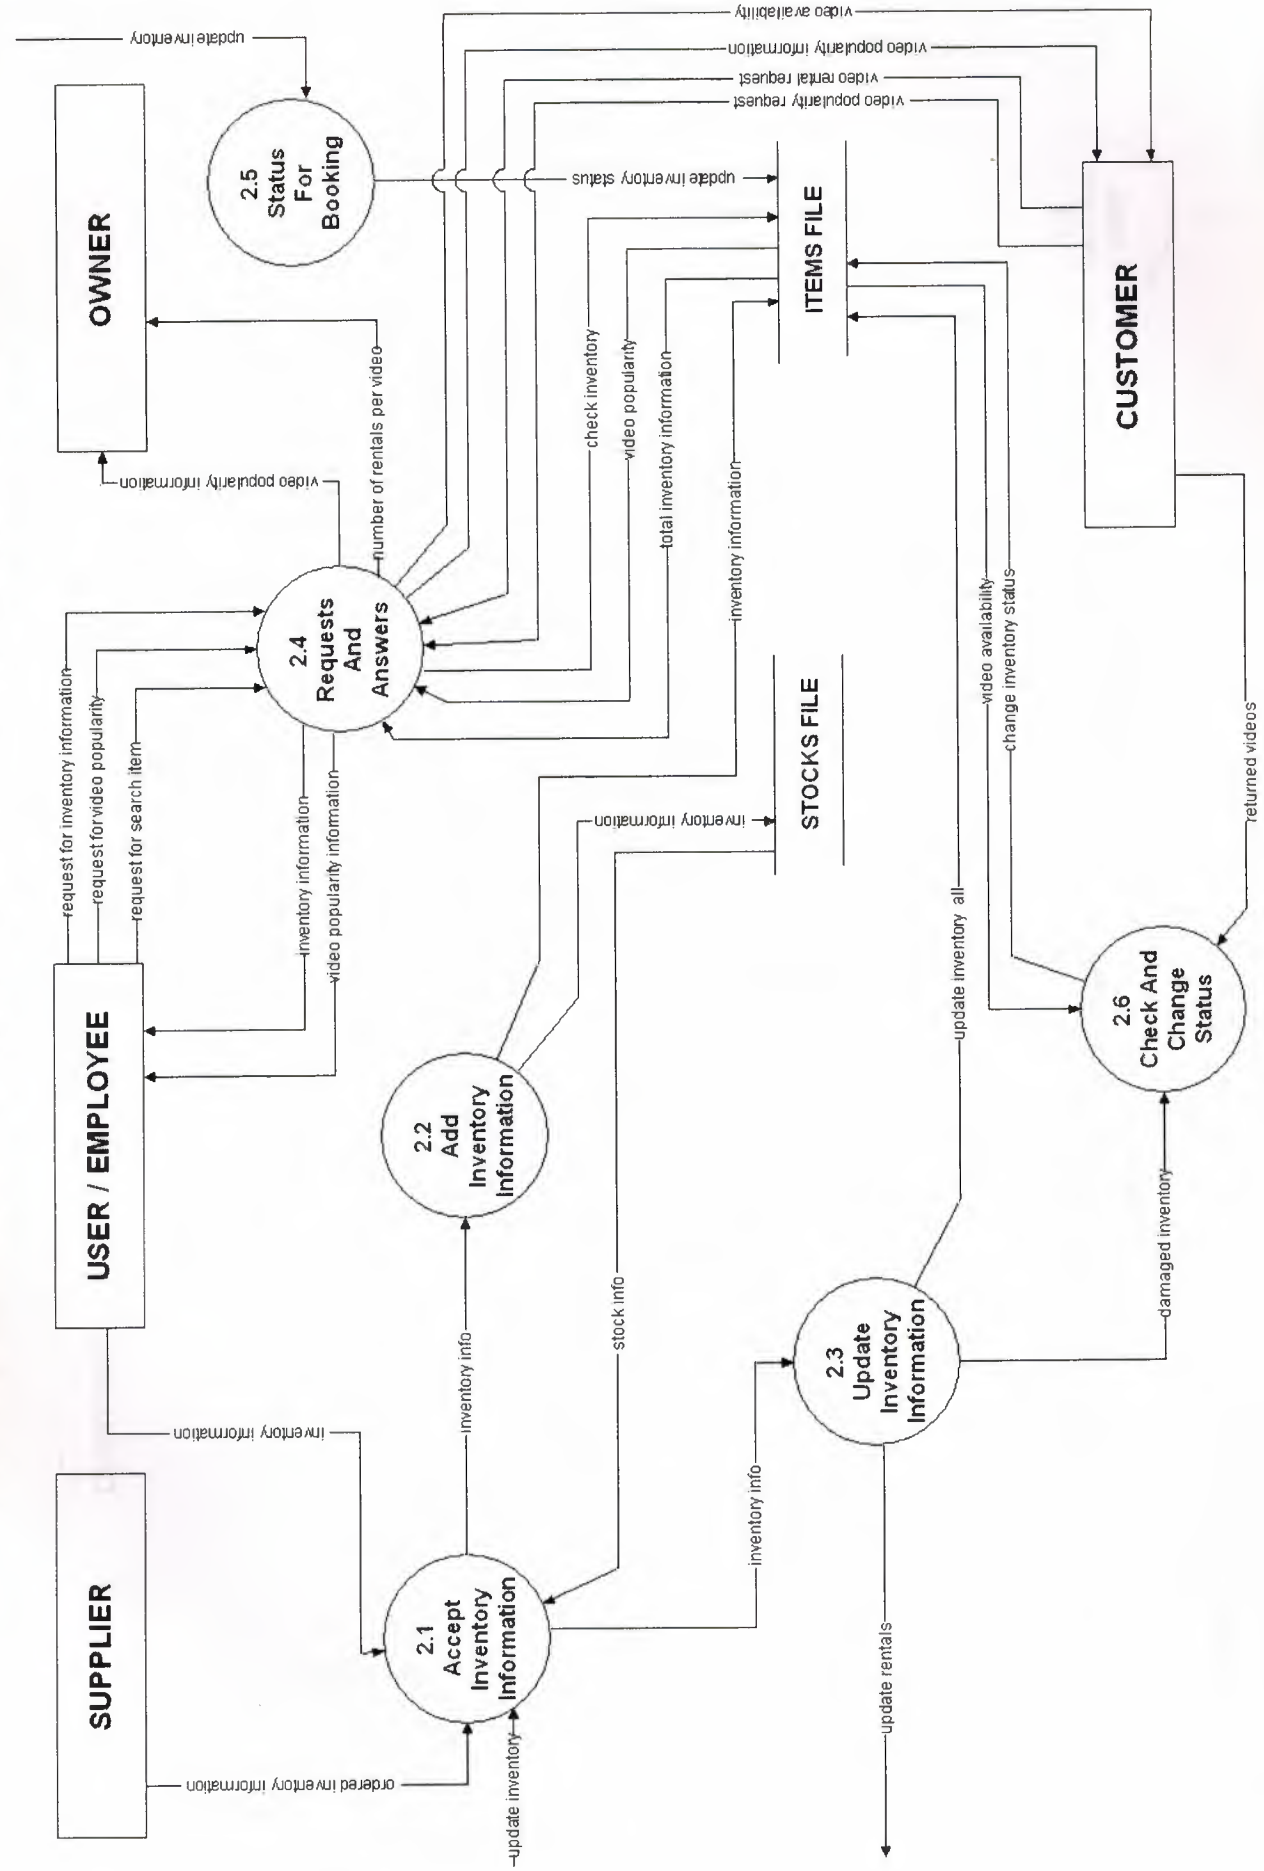 SUPPLIER
USER / EMPLOYEE
OWNER
ordered inventory information
inventory information
request for inventory information
request for video popularity
request for search item
inventory information
video popularity information
video popularity information
number of rentals per video
update inventory
2.1
Accept
Inventory
Information
update inventory
inventory info
2.2
Add
Inventory
Information
2.4
Requests
And
Answers
2.5
Status
For
Booking
stock info
inventory information
inventory information
check inventory
video popularity
total inventory information
update inventory status
video availability
video popularity information
video rental request
video popularity request
inventory info
STOCKS FILE
ITEMS FILE
2.3
Update
Inventory
Information
update rentals
update inventory all
damaged inventory
video availability
change inventory status
2.6
Check And
Change
Status
CUSTOMER
returned videos